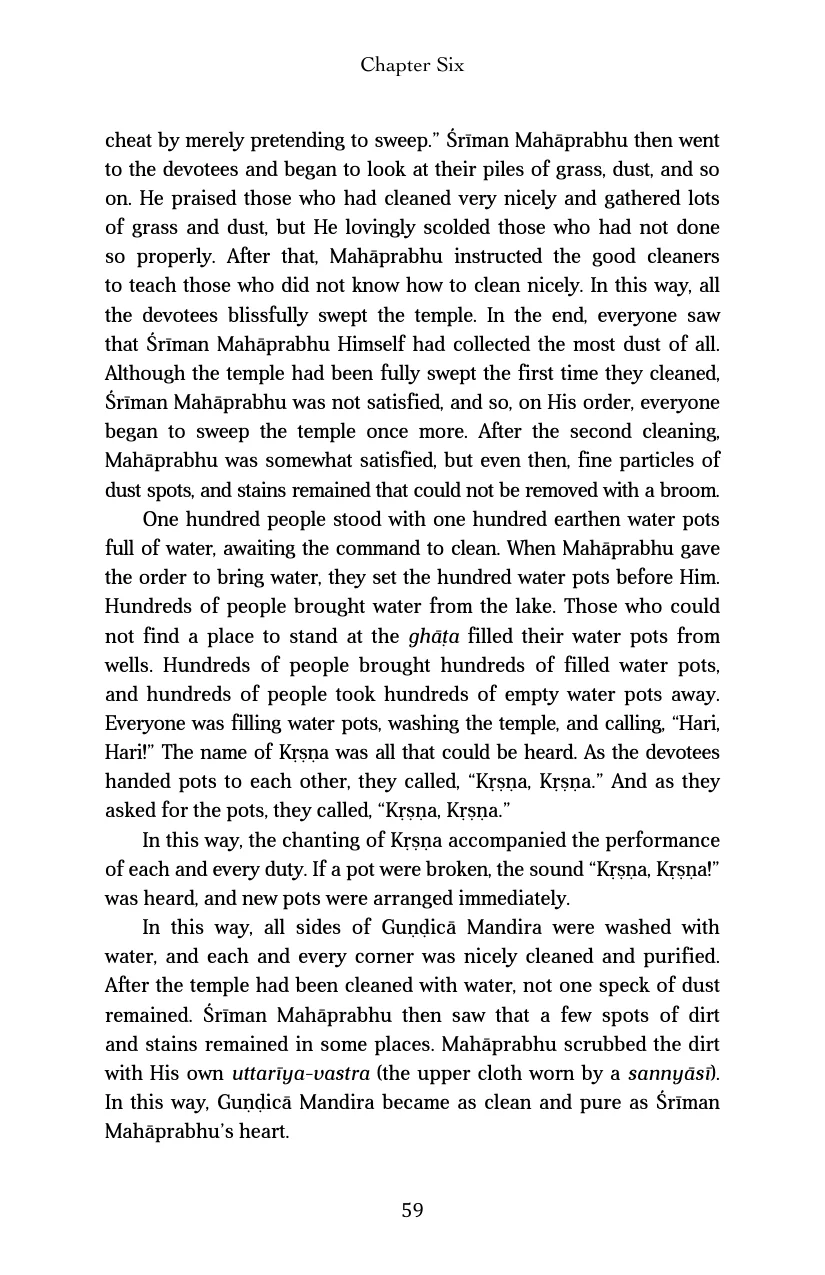 Chapter Six
cheat by merely pretending to sweep.” Śrīman Mahāprabhu then went
to the devotees and began to look at their piles of grass, dust, and so
on. He praised those who had cleaned very nicely and gathered lots
of grass and dust, but He lovingly scolded those who had not done
so properly. After that, Mahāprabhu instructed the good cleaners
to teach those who did not know how to clean nicely. In this way, all
the devotees blissfully swept the temple. In the end, everyone saw
that Śrīman Mahāprabhu Himself had collected the most dust of all.
Although the temple had been fully swept the first time they cleaned,
Śrīman Mahāprabhu was not satisfied, and so, on His order, everyone
began to sweep the temple once more. After the second cleaning,
Mahāprabhu was somewhat satisfied, but even then, fine particles of
dust spots, and stains remained that could not be removed with a broom.
One hundred people stood with one hundred earthen water pots
full of water, awaiting the command to clean. When Mahāprabhu gave
the order to bring water, they set the hundred water pots before Him.
Hundreds of people brought water from the lake. Those who could
not find a place to stand at the ghāṭa filled their water pots from
wells. Hundreds of people brought hundreds of filled water pots,
and hundreds of people took hundreds of empty water pots away.
Everyone was filling water pots, washing the temple, and calling, “Hari,
Hari!” The name of Kṛṣṇa was all that could be heard. As the devotees
handed pots to each other, they called, “Kṛṣṇa, Kṛṣṇa.” And as they
asked for the pots, they called, “Kṛṣṇa, Kṛṣṇa.”
In this way, the chanting of Kṛṣṇa accompanied the performance
of each and every duty. If a pot were broken, the sound “Kṛṣṇa, Kṛṣṇa!”
was heard, and new pots were arranged immediately.
In this way, all sides of Guṇḍicā Mandira were washed with
water, and each and every corner was nicely cleaned and purified.
After the temple had been cleaned with water, not one speck of dust
remained. Śrīman Mahāprabhu then saw that a few spots of dirt
and stains remained in some places. Mahāprabhu scrubbed the dirt
with His own uttarīya-vastra (the upper cloth worn by a sannyāsī).
In this way, Guṇḍicā Mandira became as clean and pure as Śrīman
Mahāprabhu’s heart.
59